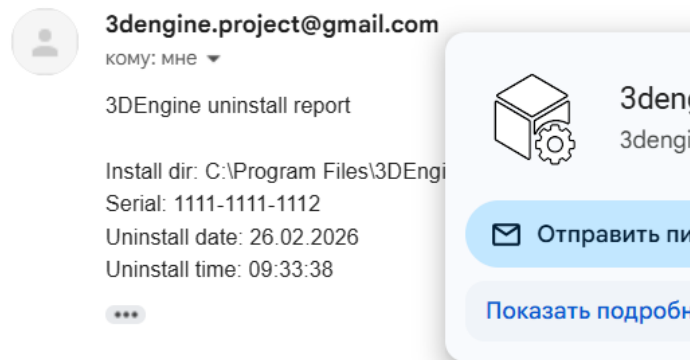 3dengine.project@gmail.com
кому: мне
3DEngine uninstall report
Install dir: C:\Program Files\3DEngi
Serial: 1111-1111-1112
Uninstall date: 26.02.2026
Uninstall time: 09:33:38
3deng
3dengi
Отправить пи
Показать подробн